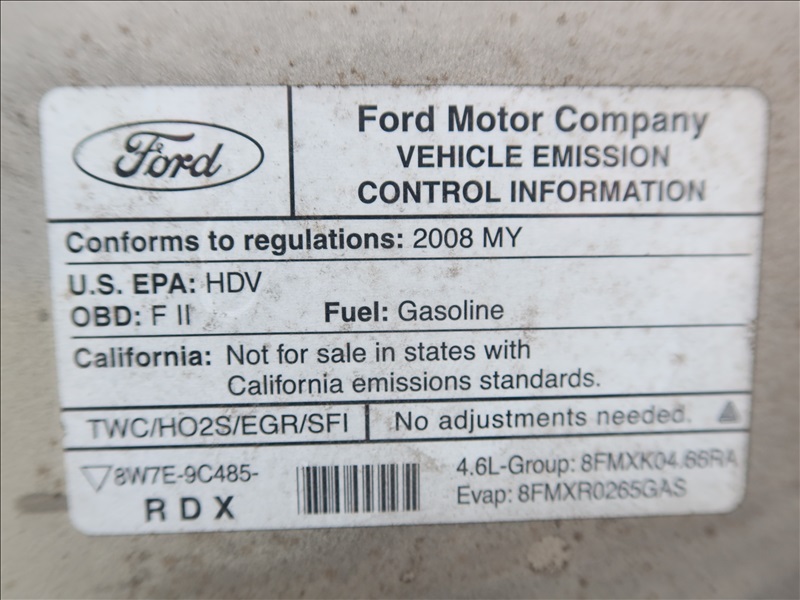 Ford
Ford Motor Company
VEHICLE EMISSION
CONTROL INFORMATION
Conforms to regulations: 2008 MY
U.S. EPA: HDV
OBD: F II Fuel: Gasoline
California: Not for sale in states with
California emissions standards.
TWC/HO2S/EGR/SFI No adjustments needed.
8W7E-9C485-
RDX
4.6L-Group:
Evap: 8FMXR0265GAS